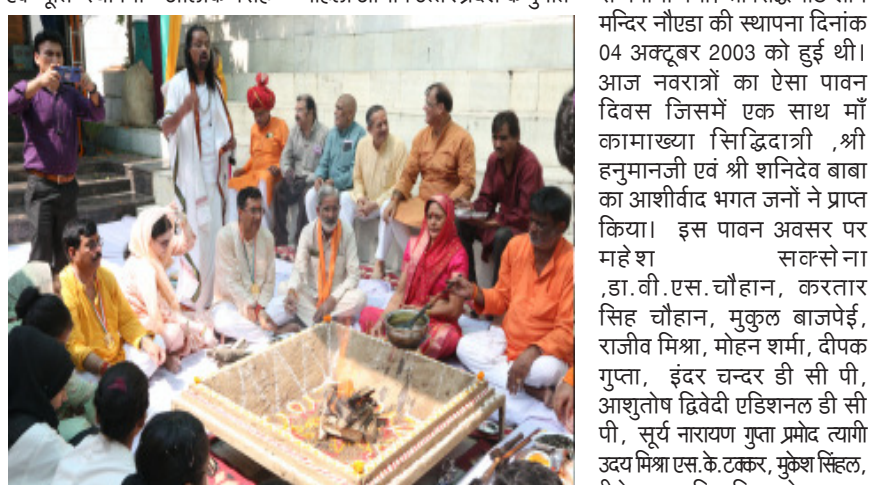 मन्दिर नौएडा की स्थापना दिनांक
04 अक्टूबर 2003 को हुई थी।
आज नवरात्रों का ऐसा पावन
दिवस जिसमें एक साथ माँ
कामाख्या सिद्धिदात्री ,श्री
हनुमानजी एवं श्री शनिदेव बाबा
का आशीर्वाद भगत जनों ने प्राप्त
किया। इस पावन अवसर पर
महेश सक्सेना
,डा.वी.एस.चौहान, करतार
सिह चौहान, मुकुल बाजपेई,
राजीव मिश्रा, मोहन शर्मा, दीपक
गुप्ता, इंदर चन्दर डी सी पी,
आशुतोष द्विवेदी एडिशनल डी सी
पी, सूर्य नारायण गुप्ता प्रमोद त्यागी
उदय मिश्रा एस.के.टक्कर, मुकेश सिंहल,